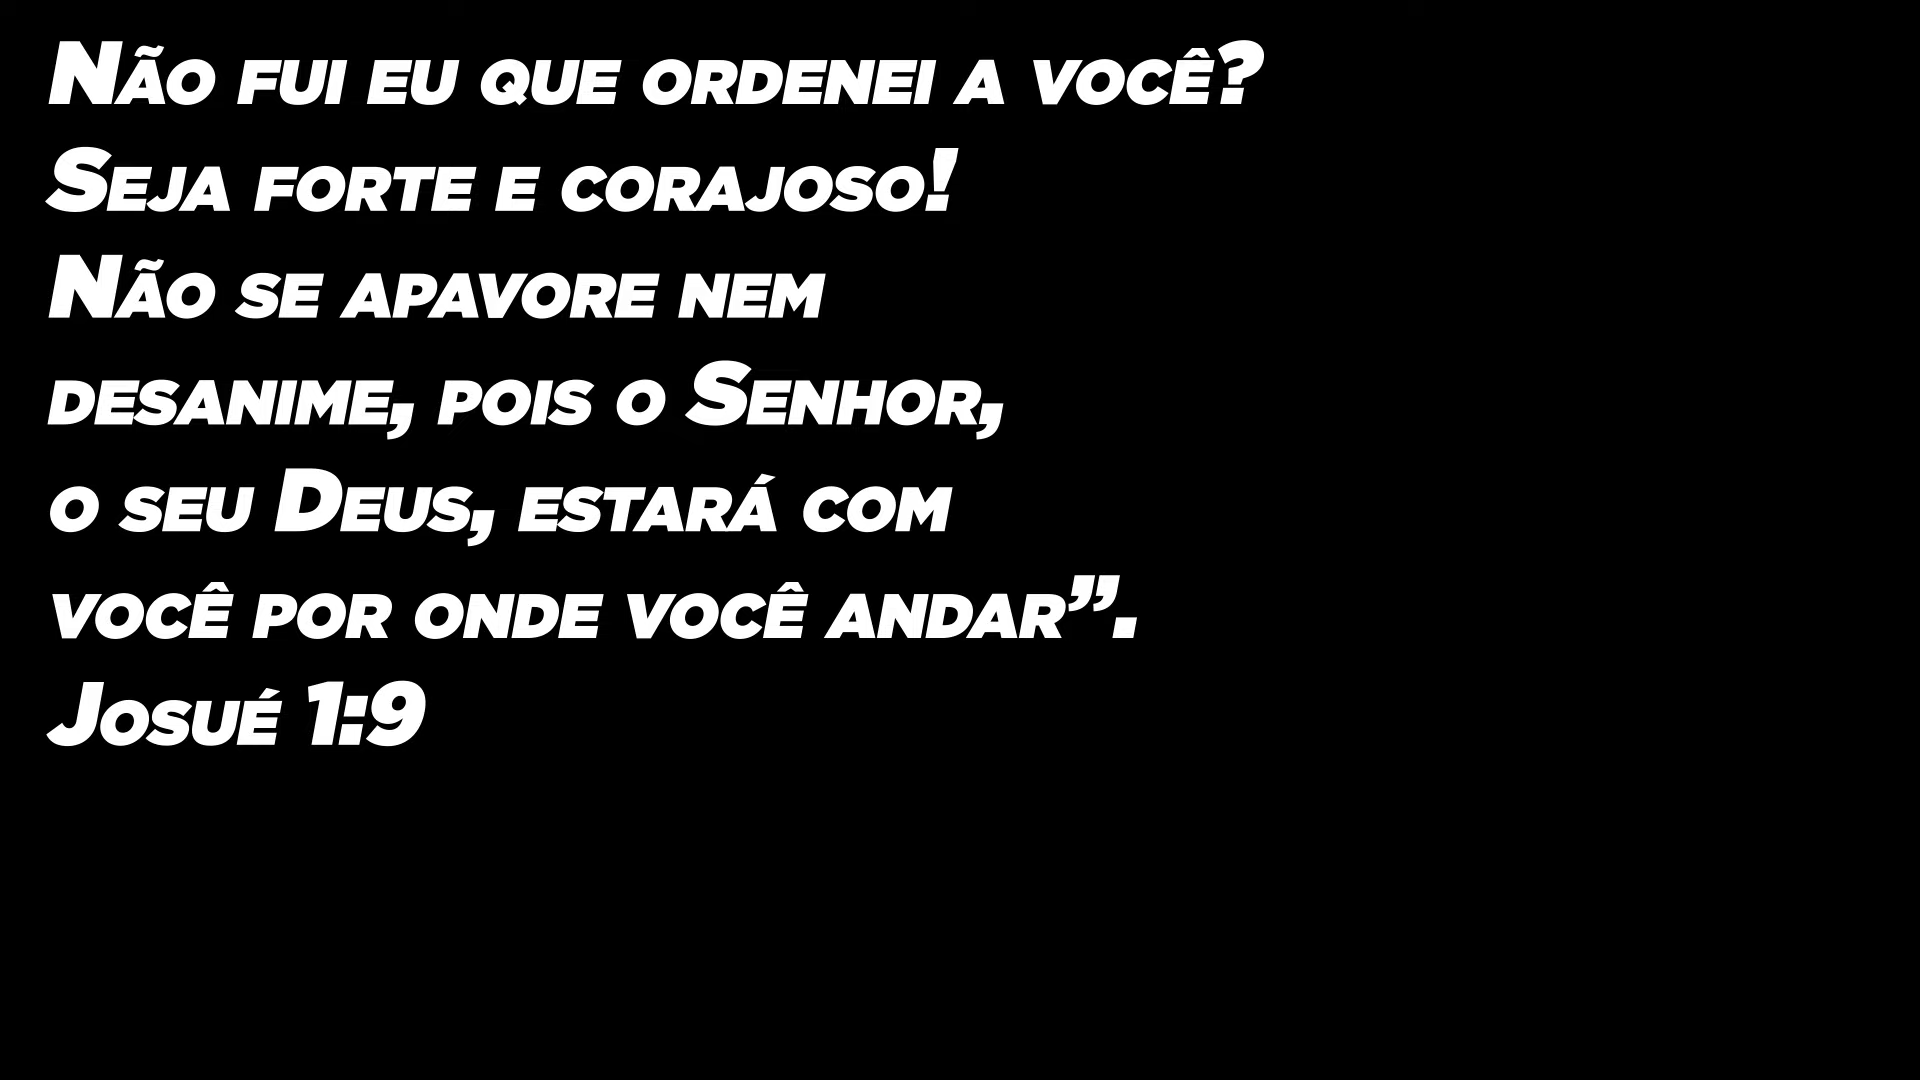 Não fui eu que ordenei a você?
Seja forte e corajoso!
Não se apavore nem
desanime, pois o Senhor,
o seu Deus, estará com
você por onde você andar”.
Josué 1:9